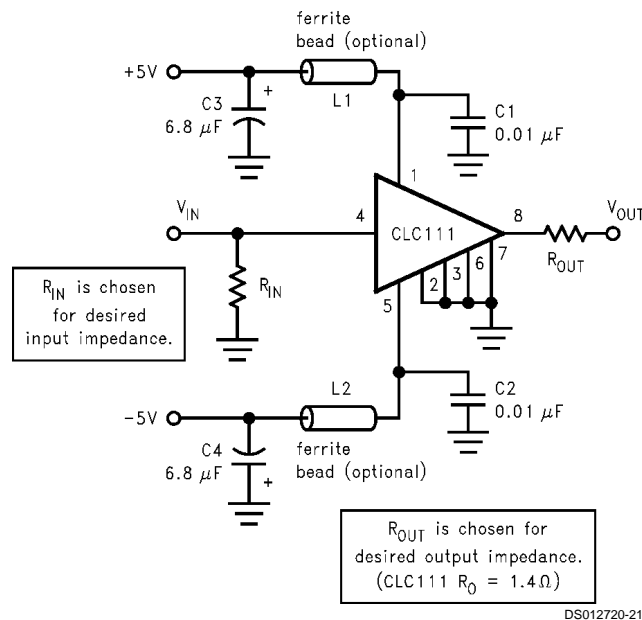 ferrite
bead (optional)
+5V
+
L1
C3
6.8 µF
C1
0.01 µF
1
V_IN
4
CLC111
8
V_OUT
R_OUT
2
3
6
7
5
R_IN
R_IN is chosen
for desired
input impedance.
L2
C2
0.01 µF
-5V
C4
6.8 µF
+
ferrite
bead (optional)
R_OUT is chosen for
desired output impedance.
(CLC111 R_O = 1.4Ω)
DS012720-21